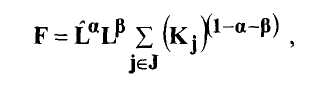 F = L̂^α L^β ∑_{j∈J} (K_j)^{(1−α−β)} ,